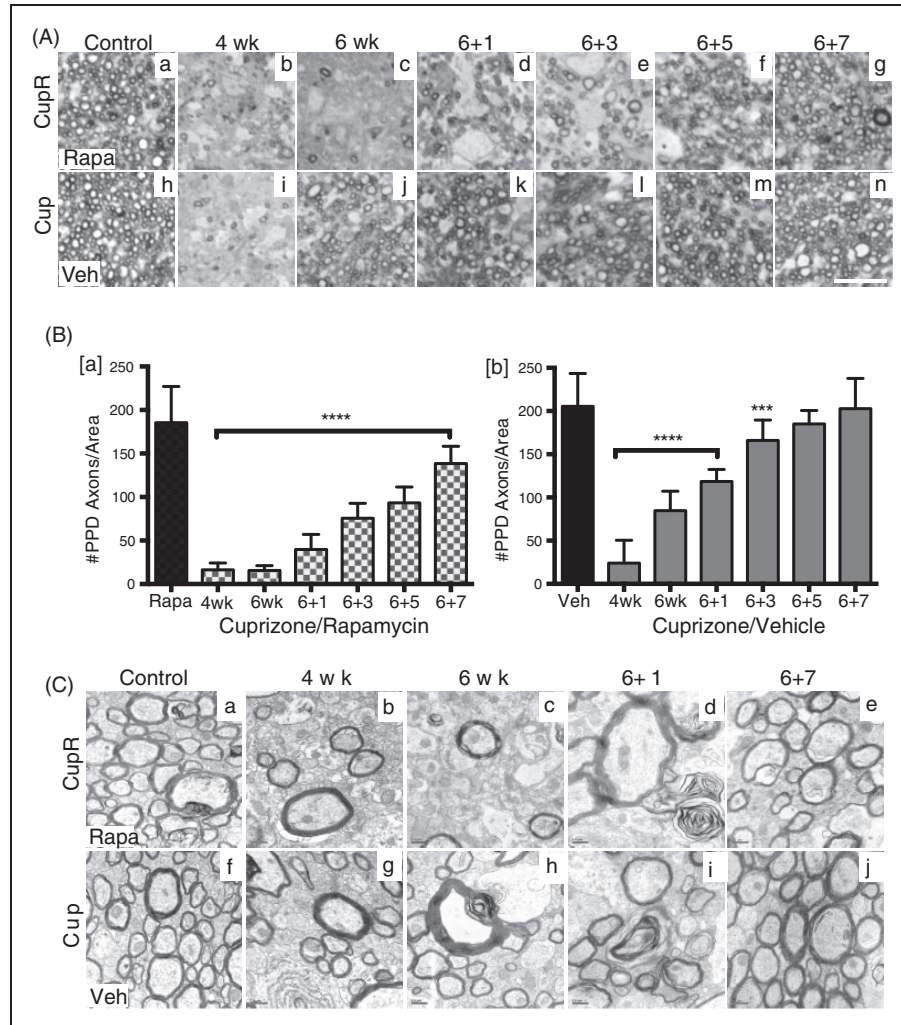 (A)
Control 4 wk 6 wk 6+1 6+3 6+5 6+7
CupR
a b c d e f g
Rapa
Cup
h i j k l m n
Veh
(B)
[a]
#PPD Axons/Area
250
200
150
100
50
0
****
Rapa 4wk 6wk 6+1 6+3 6+5 6+7
Cuprizone/Rapamycin
[b]
#PPD Axons/Area
250
200
150
100
50
0
****
***
Veh 4wk 6wk 6+1 6+3 6+5 6+7
Cuprizone/Vehicle
(C)
Control 4 w k 6 w k 6+ 1 6+7
CupR
a b c d e
Rapa
Cup
f g h i j
Veh